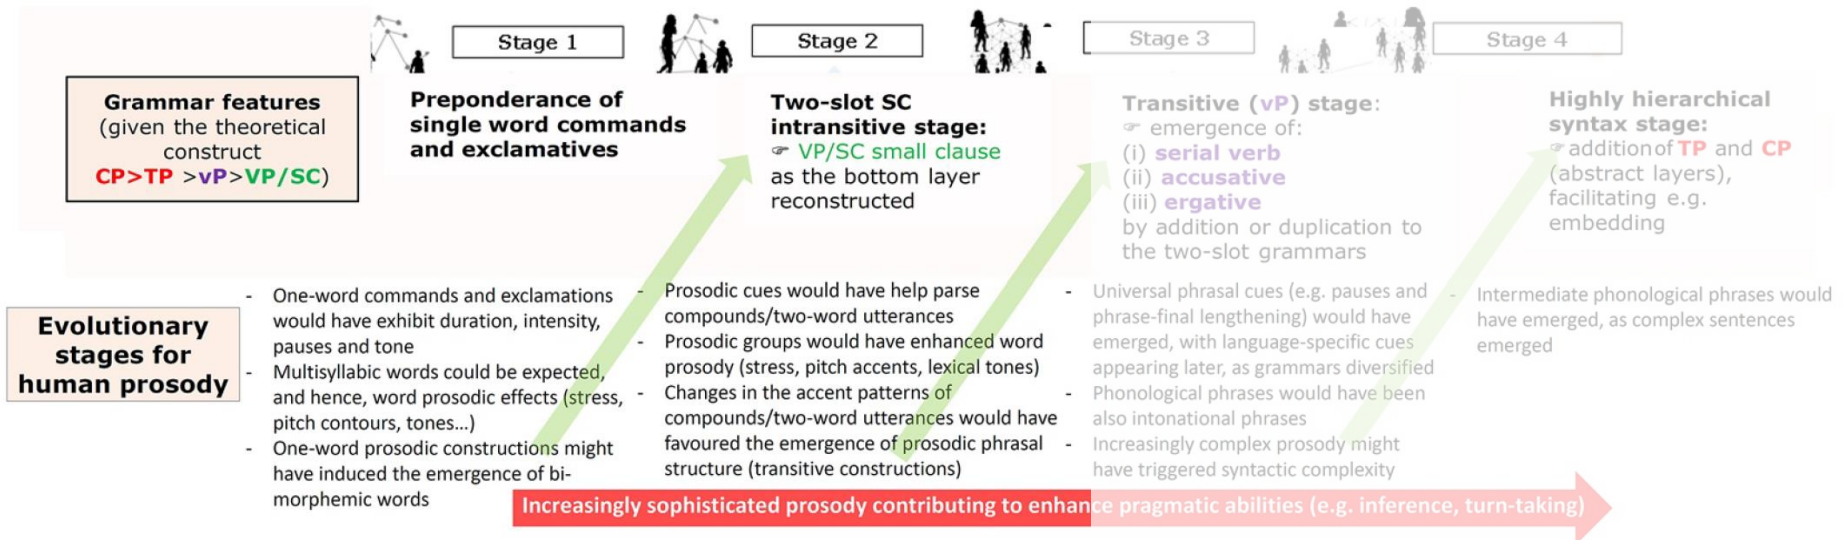 Stage 1
Stage 2
Stage 3
Stage 4
Grammar features
(given the theoretical
construct
CP>TP >vP>VP/SC)
Preponderance of
single word commands
and exclamatives
Two-slot SC
intransitive stage:
☞ VP/SC small clause
as the bottom layer
reconstructed
Transitive (vP) stage:
☞ emergence of:
(i) serial verb
(ii) accusative
(iii) ergative
by addition or duplication to
the two-slot grammars
Highly hierarchical
syntax stage:
☞additionof TP and CP
(abstract layers),
facilitating e.g.
embedding
Evolutionary
stages for
human prosody
- One-word commands and exclamations
would have exhibit duration, intensity,
pauses and tone
- Multisyllabic words could be expected,
and hence, word prosodic effects (stress,
pitch contours, tones…)
- One-word prosodic constructions might
have induced the emergence of bi-
morphemic words
- Prosodic cues would have help parse
compounds/two-word utterances
- Prosodic groups would have enhanced word
prosody (stress, pitch accents, lexical tones)
- Changes in the accent patterns of
compounds/two-word utterances would have
favoured the emergence of prosodic phrasal
structure (transitive constructions)
- Universal phrasal cues (e.g. pauses and
phrase-final lengthening) would have
emerged, with language-specific cues
appearing later, as grammars diversified
- Phonological phrases would have been
also intonational phrases
- Increasingly complex prosody might
have triggered syntactic complexity
- Intermediate phonological phrases would
have emerged, as complex sentences
emerged
Increasingly sophisticated prosody contributing to enhance pragmatic abilities (e.g. inference, turn-taking)